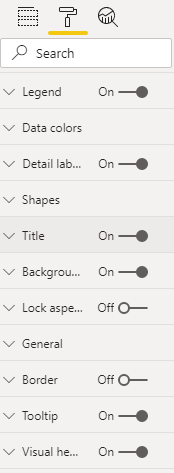 Search
Legend On
Data colors
Detail lab... On
Shapes
Title On
Backgrou... On
Lock aspe... Off
General
Border Off
Tooltip On
Visual he... On